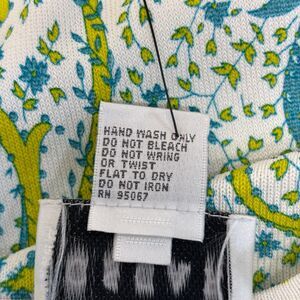 HAND WASH ONLY
DO NOT BLEACH
DO NOT WRING
OR TWIST
FLAT TO DRY
DO NOT IRON
RN 95067